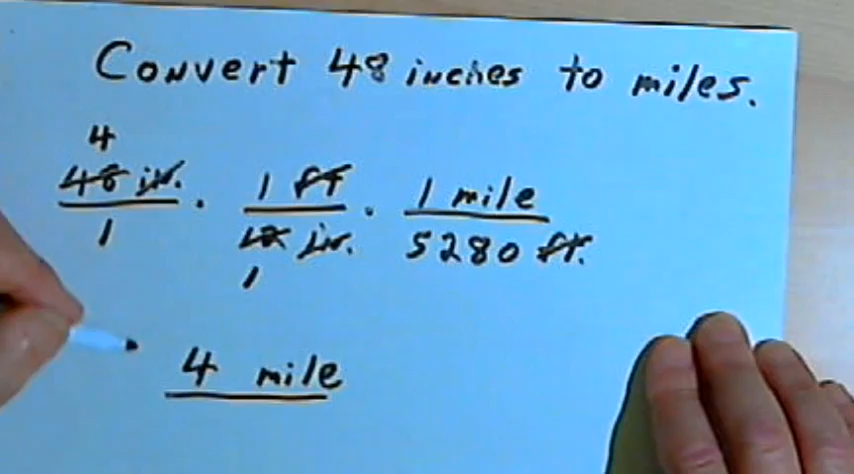 Convert 48 inches to miles.
4
48 in. . 1 ft . 1 mile
1 12 in. 5280 ft.
1
4 mile